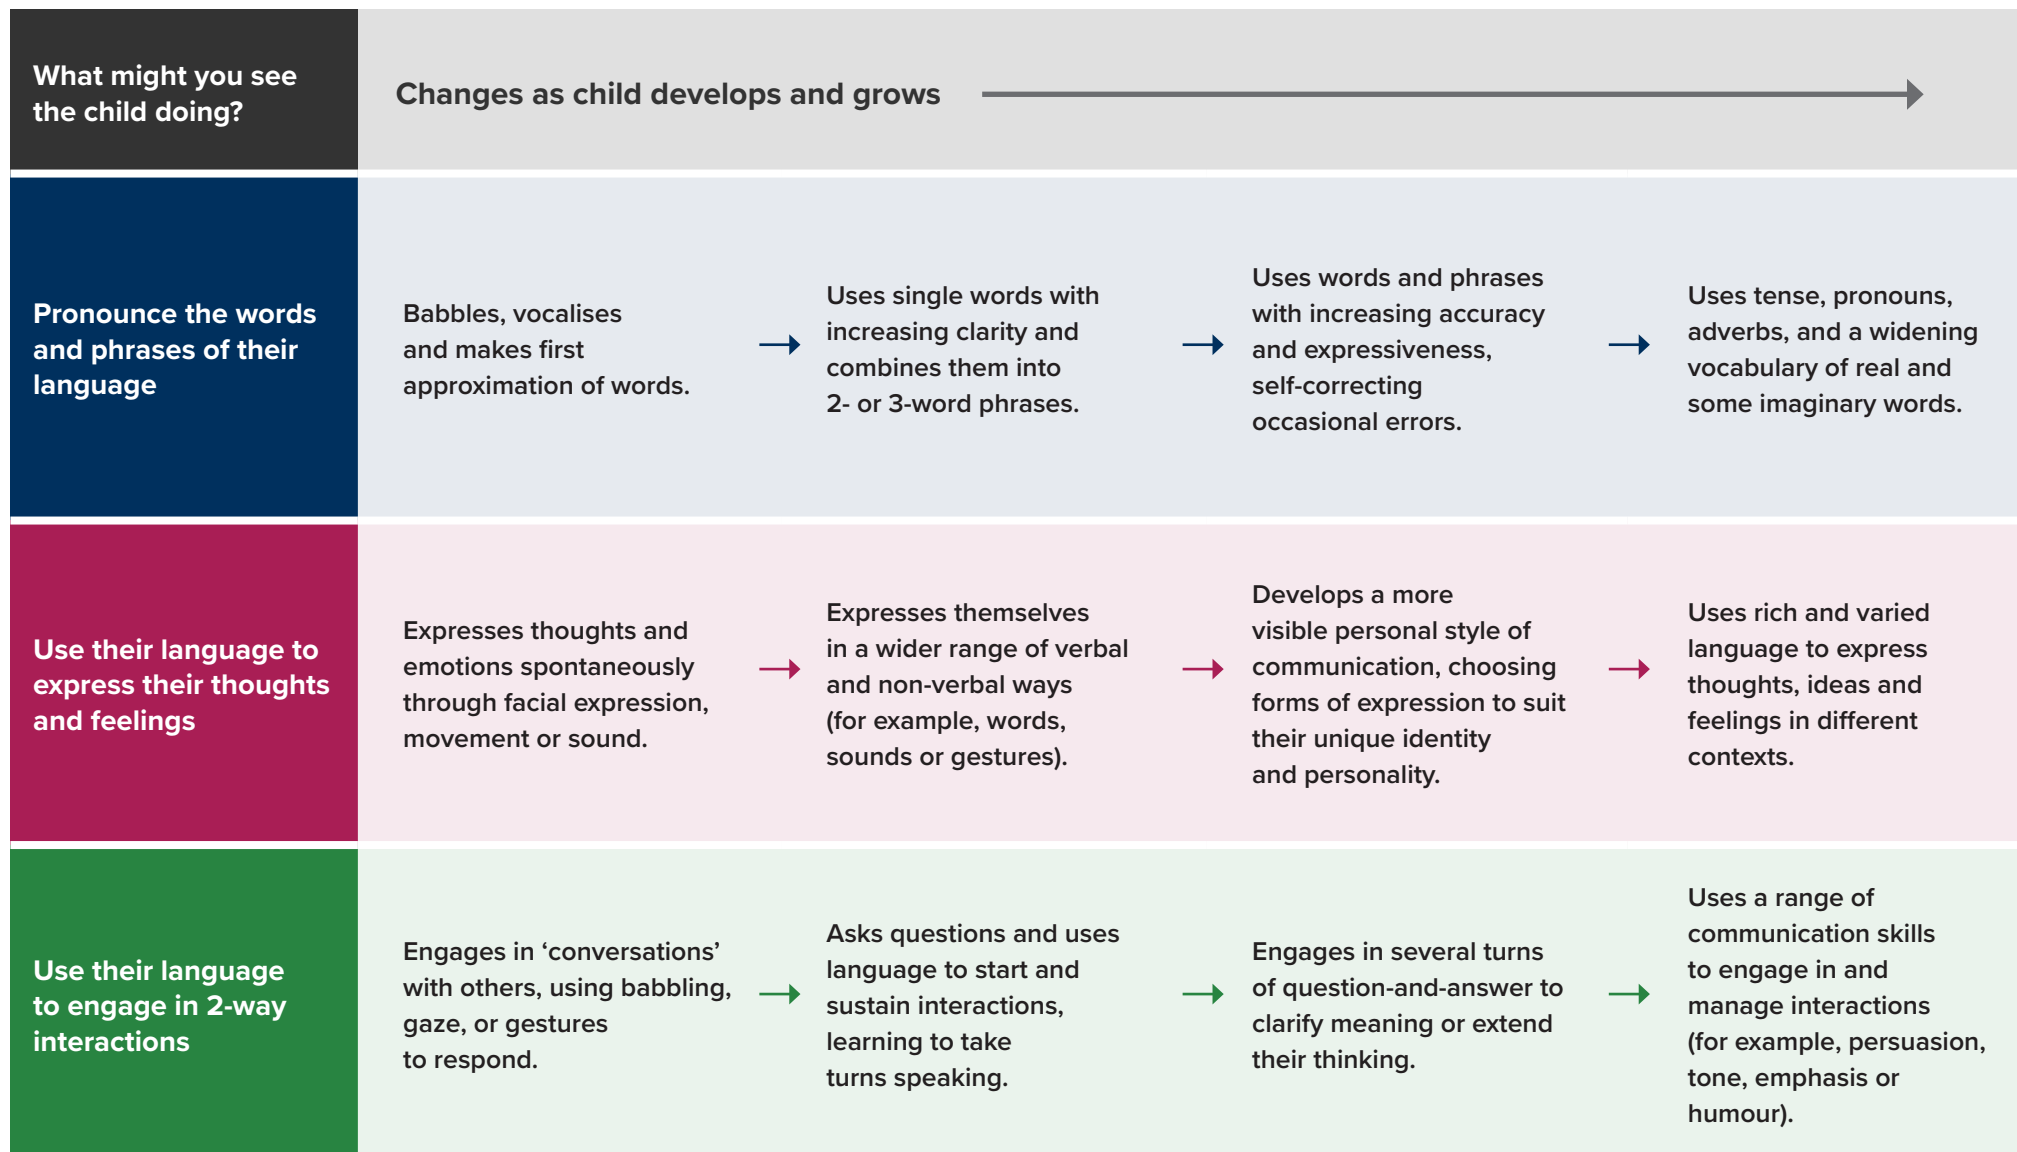 What might you see
the child doing?
Changes as child develops and grows
Pronounce the words
and phrases of their
language
Babbles, vocalises
and makes first
approximation of words.
Uses single words with
increasing clarity and
combines them into
2- or 3-word phrases.
Uses words and phrases
with increasing accuracy
and expressiveness,
self-correcting
occasional errors.
Uses tense, pronouns,
adverbs, and a widening
vocabulary of real and
some imaginary words.
Use their language to
express their thoughts
and feelings
Expresses thoughts and
emotions spontaneously
through facial expression,
movement or sound.
Expresses themselves
in a wider range of verbal
and non-verbal ways
(for example, words,
sounds or gestures).
Develops a more
visible personal style of
communication, choosing
forms of expression to suit
their unique identity
and personality.
Uses rich and varied
language to express
thoughts, ideas and
feelings in different
contexts.
Use their language
to engage in 2-way
interactions
Engages in ‘conversations’
with others, using babbling,
gaze, or gestures
to respond.
Asks questions and uses
language to start and
sustain interactions,
learning to take
turns speaking.
Engages in several turns
of question-and-answer to
clarify meaning or extend
their thinking.
Uses a range of
communication skills
to engage in and
manage interactions
(for example, persuasion,
tone, emphasis or
humour).